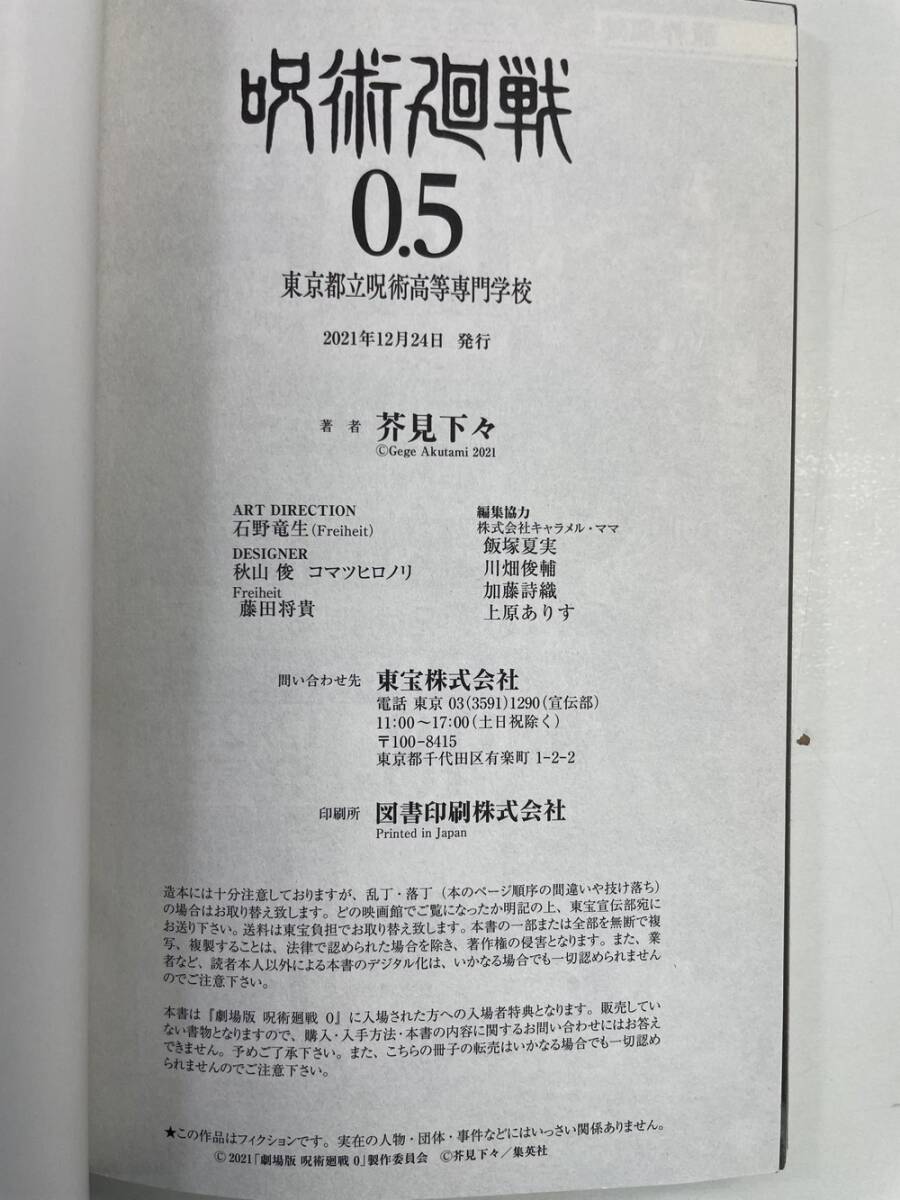 呪術廻戦
0.5
東京都立呪術高等専門学校
2021年12月24日 発行
著者 芥見下々
©Gege Akutami 2021
ART DIRECTION
石野竜生(Freiheit)
DESIGNER
秋山 俊 コマツヒロノリ
Freiheit
藤田将貴
編集協力
株式会社キャラメル・ママ
飯塚夏実
川畑俊輔
加藤詩織
上原ありす
問い合わせ先 東宝株式会社
電話 東京 03(3591)1290(宣伝部)
11:00〜17:00(土日祝除く)
〒100-8415
東京都千代田区有楽町 1-2-2
印刷所 図書印刷株式会社
Printed in Japan
造本には十分注意しておりますが、乱丁・落丁(本のページ順序の間違いや技け落ち)
の場合はお取り替え致します。どの映画館でご覧になったか明記の上、東宝宣伝部宛に
お送り下さい。送料は東宝負担でお取り替え致します。本書の一部または全部を無断で複
写、複製することは、法律で認められた場合を除き、著作権の侵害となります。また、業
者など、読者本人以外による本書のデジタル化は、いかなる場合でも一切認められません
のでご注意下さい。
本書は『劇場版 呪術廻戦 0』に入場された方への入場者特典となります。販売してい
ない書物となりますので、購入・入手方法・本書の内容に関するお問い合わせにはお答え
できません。予めご了承下さい。また、こちらの冊子の転売はいかなる場合でも一切認め
られませんのでご注意下さい。
★この作品はフィクションです。実在の人物・団体・事件などにはいっさい関係ありません。
©2021「劇場版 呪術廻戦 0」製作委員会 ©芥見下々／集英社